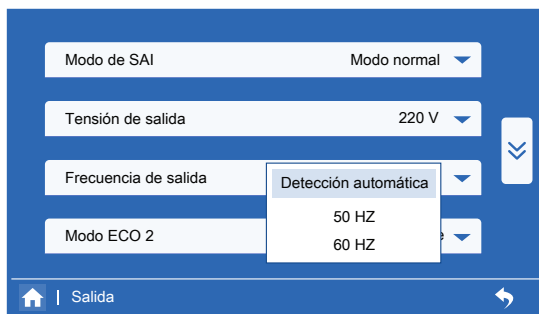 Modo de SAI Modo normal
Tensión de salida 220 V
Frecuencia de salida Detección automática
50 HZ
60 HZ
Modo ECO 2
Salida